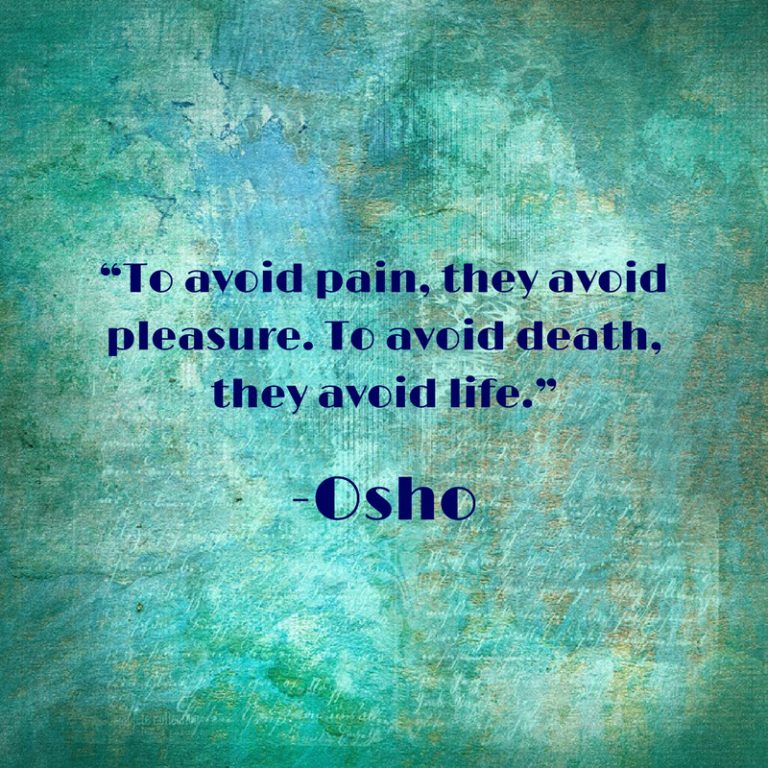 “To avoid pain, they avoid
pleasure. To avoid death,
they avoid life.”
-Osho